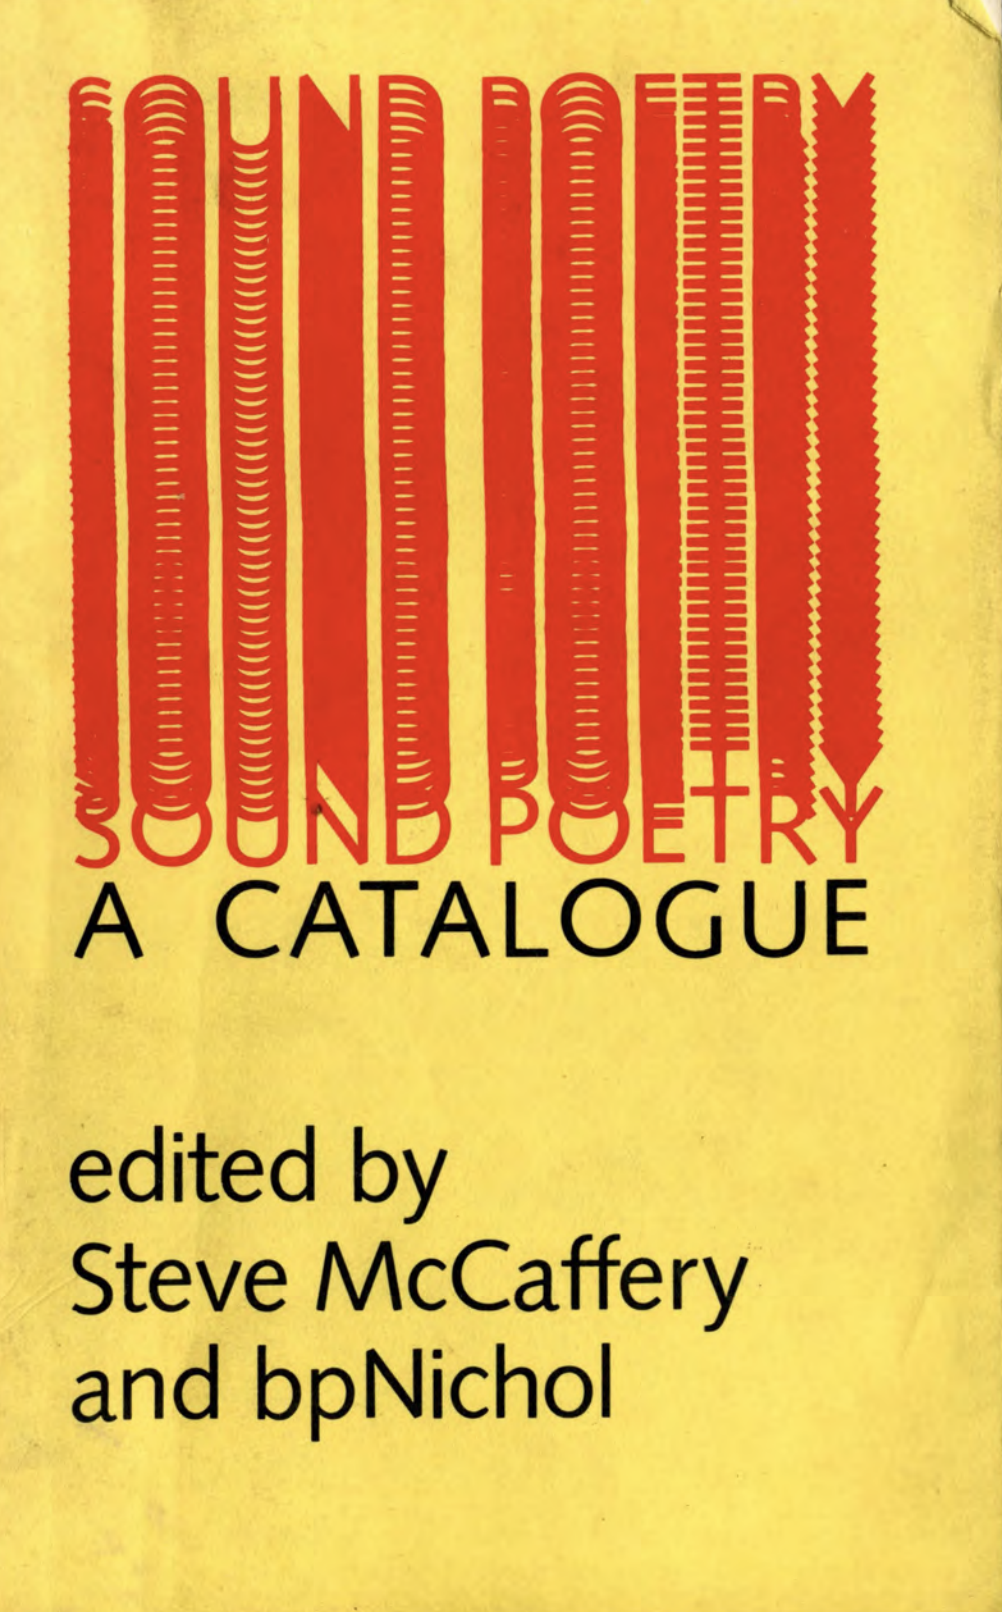 SOUND POETRY
SOUND POETRY
A CATALOGUE
edited by
Steve McCaffery
and bpNichol